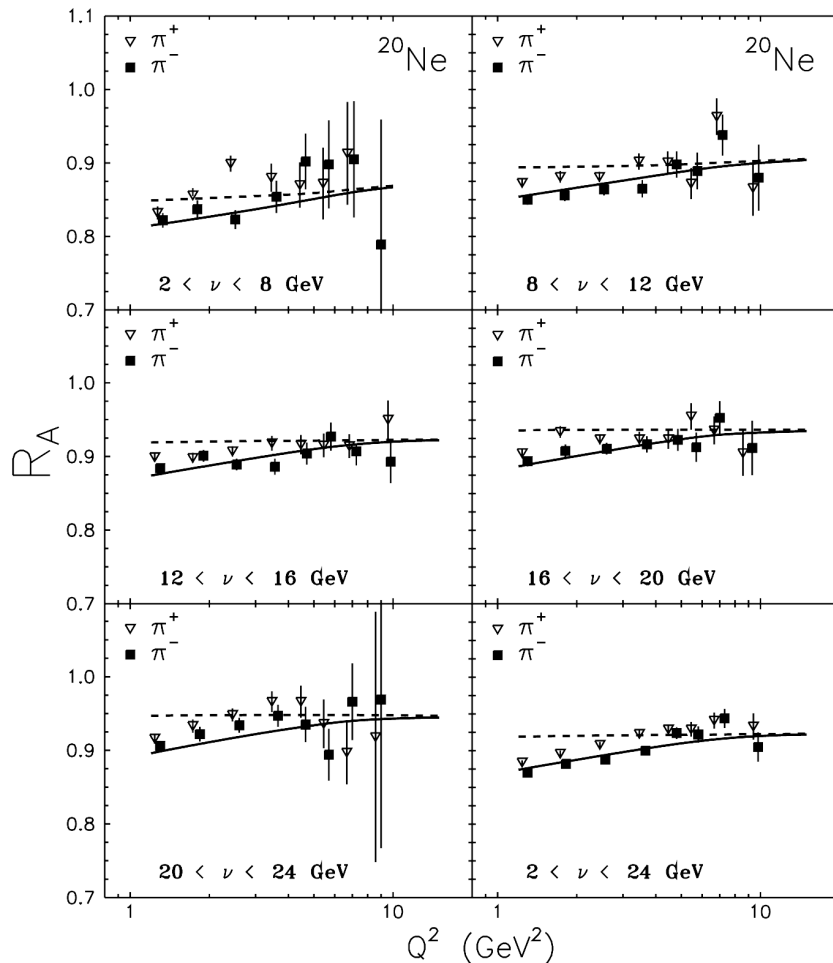 1.1
▽ π⁺
■ π⁻
²⁰Ne
1.0
0.9
0.8
2 < ν < 8 GeV
0.7
▽ π⁺
■ π⁻
²⁰Ne
8 < ν < 12 GeV
▽ π⁺
■ π⁻
1.0
R_A
0.9
0.8
12 < ν < 16 GeV
0.7
▽ π⁺
■ π⁻
16 < ν < 20 GeV
▽ π⁺
■ π⁻
1.0
0.9
0.8
20 < ν < 24 GeV
0.7
▽ π⁺
■ π⁻
2 < ν < 24 GeV
1 10 1 10
Q² (GeV²)